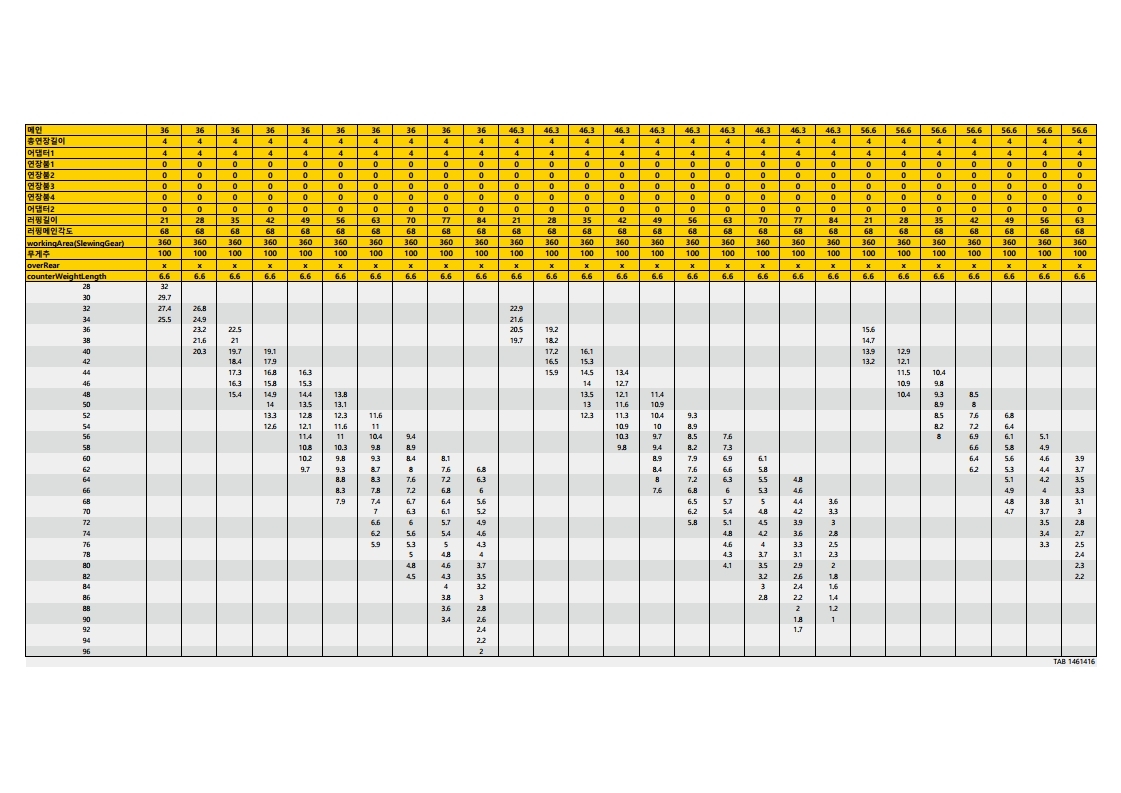 메인 36 36 36 36 36 36 36 36 36 36 46.3 46.3 46.3 46.3 46.3 46.3 46.3 46.3 46.3 46.3 56.6 56.6 56.6 56.6 56.6 56.6 56.6
총연장길이 4 4 4 4 4 4 4 4 4 4 4 4 4 4 4 4 4 4 4 4 4 4 4 4 4 4 4
어댑터1 4 4 4 4 4 4 4 4 4 4 4 4 4 4 4 4 4 4 4 4 4 4 4 4 4 4 4
연장붐1 0 0 0 0 0 0 0 0 0 0 0 0 0 0 0 0 0 0 0 0 0 0 0 0 0 0 0
연장붐2 0 0 0 0 0 0 0 0 0 0 0 0 0 0 0 0 0 0 0 0 0 0 0 0 0 0 0
연장붐3 0 0 0 0 0 0 0 0 0 0 0 0 0 0 0 0 0 0 0 0 0 0 0 0 0 0 0
연장붐4 0 0 0 0 0 0 0 0 0 0 0 0 0 0 0 0 0 0 0 0 0 0 0 0 0 0 0
어댑터2 0 0 0 0 0 0 0 0 0 0 0 0 0 0 0 0 0 0 0 0 0 0 0 0 0 0 0
러핑길이 21 28 35 42 49 56 63 70 77 84 21 28 35 42 49 56 63 70 77 84 21 28 35 42 49 56 63
러핑메인각도 68 68 68 68 68 68 68 68 68 68 68 68 68 68 68 68 68 68 68 68 68 68 68 68 68 68 68
workingArea(SlewingGear) 360 360 360 360 360 360 360 360 360 360 360 360 360 360 360 360 360 360 360 360 360 360 360 360 360 360 360
무게추 100 100 100 100 100 100 100 100 100 100 100 100 100 100 100 100 100 100 100 100 100 100 100 100 100 100 100
overRear x x x x x x x x x x x x x x x x x x x x x x x x x x x
counterWeightLength 6.6 6.6 6.6 6.6 6.6 6.6 6.6 6.6 6.6 6.6 6.6 6.6 6.6 6.6 6.6 6.6 6.6 6.6 6.6 6.6 6.6 6.6 6.6 6.6 6.6 6.6 6.6
28 32
30 29.7
32 27.4 26.8 22.9
34 25.5 24.9 21.6
36 23.2 22.5 20.5 19.2 15.6
38 21.6 21 19.7 18.2 14.7
40 20.3 19.7 19.1 17.2 16.1 13.9 12.9
42 18.4 17.9 16.5 15.3 13.2 12.1
44 17.3 16.8 16.3 15.9 14.5 13.4 11.5 10.4
46 16.3 15.8 15.3 14 12.7 10.9 9.8
48 15.4 14.9 14.4 13.8 13.5 12.1 11.4 10.4 9.3 8.5
50 14 13.5 13.1 13 11.6 10.9 8.9 8
52 13.3 12.8 12.3 11.6 12.3 11.3 10.4 9.3 8.5 7.6 6.8
54 12.6 12.1 11.6 11 10.9 10 8.9 8.2 7.2 6.4
56 11.4 11 10.4 9.4 10.3 9.7 8.5 7.6 8 6.9 6.1 5.1
58 10.8 10.3 9.8 8.9 9.8 9.4 8.2 7.3 6.6 5.8 4.9
60 10.2 9.8 9.3 8.4 8.1 8.9 7.9 6.9 6.1 6.4 5.6 4.6 3.9
62 9.7 9.3 8.7 8 7.6 6.8 8.4 7.6 6.6 5.8 6.2 5.3 4.4 3.7
64 8.8 8.3 7.6 7.2 6.3 8 7.2 6.3 5.5 4.8 5.1 4.2 3.5
66 8.3 7.8 7.2 6.8 6 7.6 6.8 6 5.3 4.6 4.9 4 3.3
68 7.9 7.4 6.7 6.4 5.6 6.5 5.7 5 4.4 3.6 4.8 3.8 3.1
70 7 6.3 6.1 5.2 6.2 5.4 4.8 4.2 3.3 4.7 3.7 3
72 6.6 6 5.7 4.9 5.8 5.1 4.5 3.9 3 3.5 2.8
74 6.2 5.6 5.4 4.6 4.8 4.2 3.6 2.8 3.4 2.7
76 5.9 5.3 5 4.3 4.6 4 3.3 2.5 3.3 2.5
78 5 4.8 4 4.3 3.7 3.1 2.3 2.4
80 4.8 4.6 3.7 4.1 3.5 2.9 2 2.3
82 4.5 4.3 3.5 3.2 2.6 1.8 2.2
84 4 3.2 3 2.4 1.6
86 3.8 3 2.8 2.2 1.4
88 3.6 2.8 2 1.2
90 3.4 2.6 1.8 1
92 2.4 1.7
94 2.2
96 2
TAB 1461416